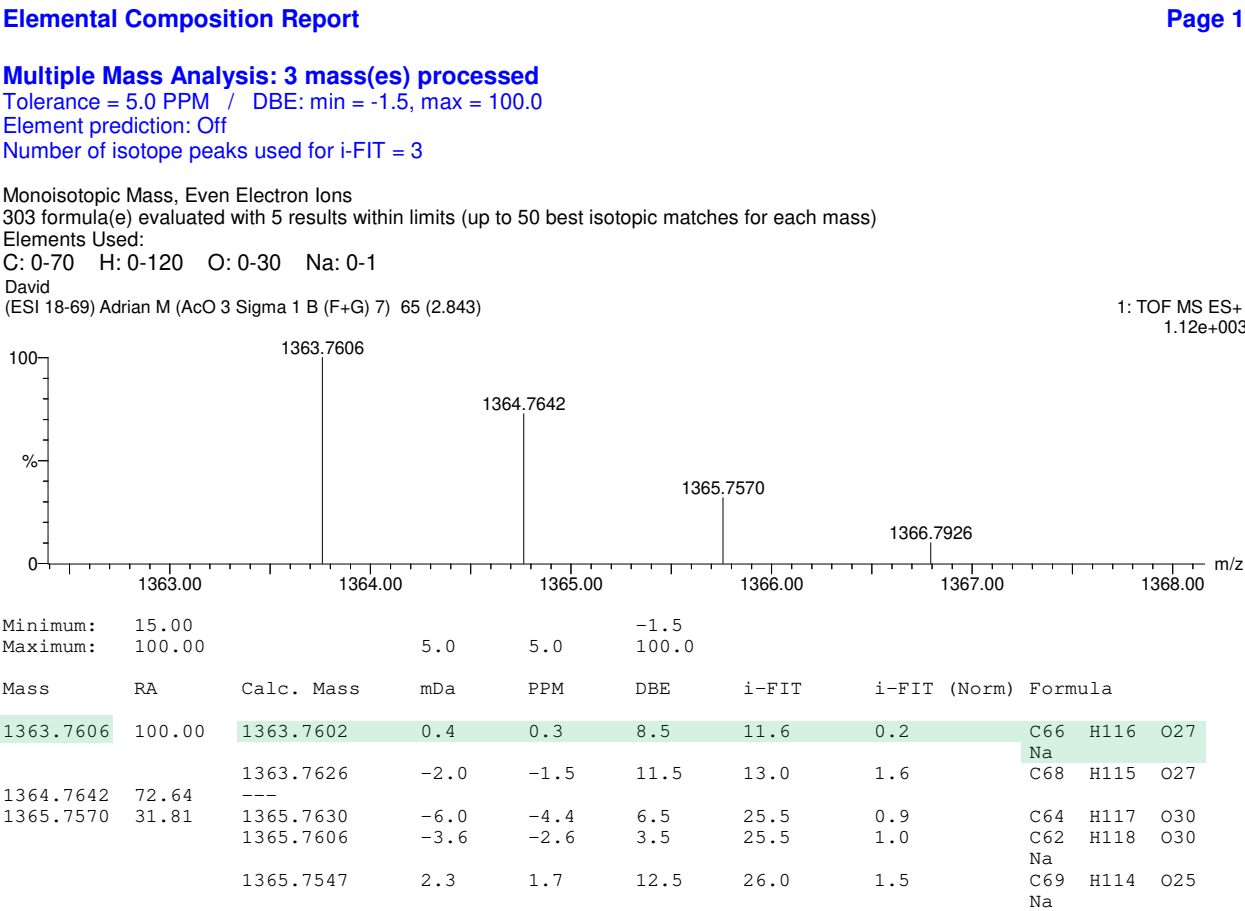 Elemental Composition Report Page 1
Multiple Mass Analysis: 3 mass(es) processed
Tolerance = 5.0 PPM / DBE: min = -1.5, max = 100.0
Element prediction: Off
Number of isotope peaks used for i-FIT = 3
Monoisotopic Mass, Even Electron Ions
303 formula(e) evaluated with 5 results within limits (up to 50 best isotopic matches for each mass)
Elements Used:
C: 0-70 H: 0-120 O: 0-30 Na: 0-1
David
(ESI 18-69) Adrian M (AcO 3 Sigma 1 B (F+G) 7) 65 (2.843) 1: TOF MS ES+
1.12e+003
1363.7606
100
1364.7642
%
1365.7570
1366.7926
0
m/z
1363.00 1364.00 1365.00 1366.00 1367.00 1368.00
Minimum: 15.00 -1.5
Maximum: 100.00 5.0 5.0 100.0
Mass RA Calc. Mass mDa PPM DBE i-FIT i-FIT (Norm) Formula
1363.7606 100.00 1363.7602 0.4 0.3 8.5 11.6 0.2 C66 H116 O27
Na
1363.7626 -2.0 -1.5 11.5 13.0 1.6 C68 H115 O27
1364.7642 72.64 ---
1365.7570 31.81 1365.7630 -6.0 -4.4 6.5 25.5 0.9 C64 H117 O30
1365.7606 -3.6 -2.6 3.5 25.5 1.0 C62 H118 O30
Na
1365.7547 2.3 1.7 12.5 26.0 1.5 C69 H114 O25
Na